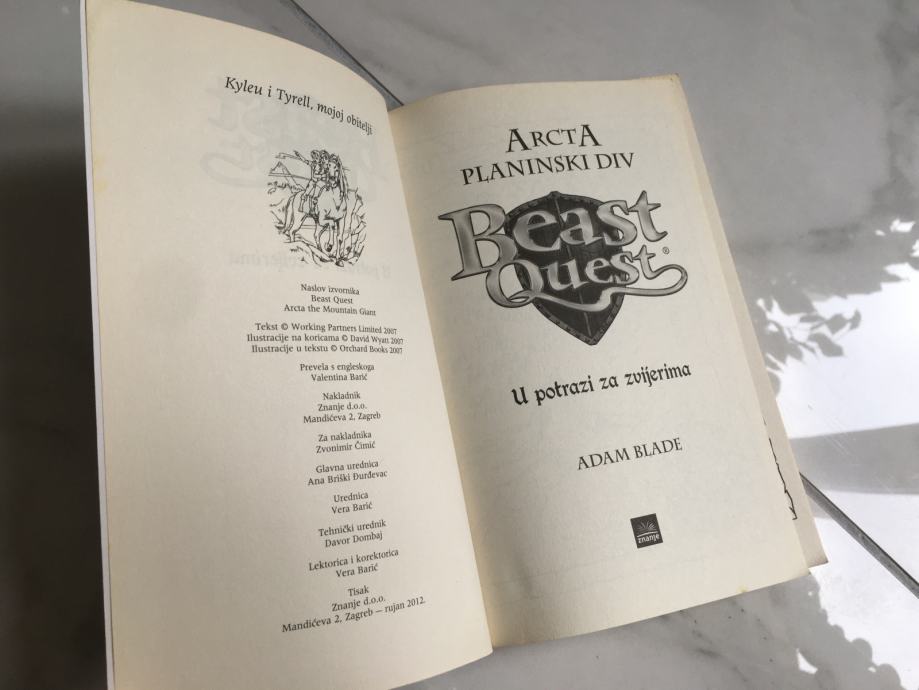 Kyleu i Tyrell, mojoj obitelji
Naslov izvornika
Beast Quest
Arcta the Mountain Giant
Tekst © Working Partners Limited 2007
Ilustracije na koricama © David Wyatt 2007
Ilustracije u tekstu © Orchard Books 2007
Prevela s engleskoga
Valentina Barić
Nakladnik
Znanje d.o.o.
Mandićeva 2, Zagreb
Za nakladnika
Zvonimir Čimić
Glavna urednica
Ana Briški Đurđevac
Urednica
Vera Barić
Tehnički urednik
Davor Dombaj
Lektorica i korektorica
Vera Barić
Tisak
Znanje d.o.o.
Mandićeva 2, Zagreb — rujan 2012.
ARCTA
PLANINSKI DIV
Beast
Quest®
U potrazi za zvijerima
ADAM BLADE
znanje